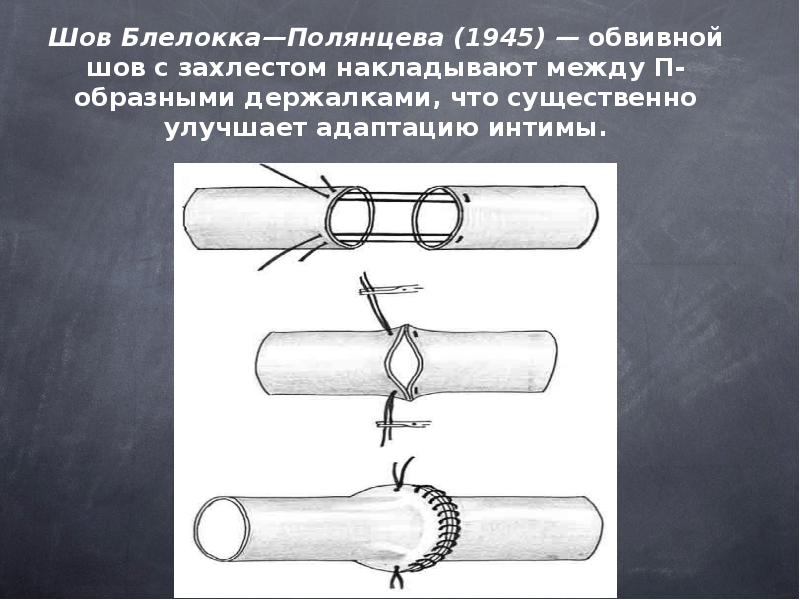 Шов Блелокка—Полянцева (1945) — обвивной
шов с захлестом накладывают между П-
образными держалками, что существенно
улучшает адаптацию интимы.